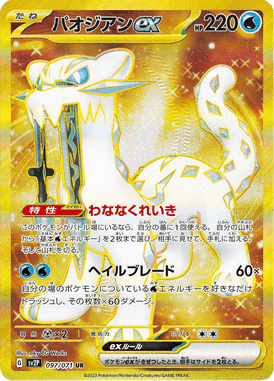 たね パオジアンex HP220
特性 わななくれいき
このポケモンがバトル場にいるなら、自分の番に1回使える。自分の山札
から「基本エネルギー」を2枚まで選び、相手に見せて、手札に加える。
そして山札を切る。
ヘイルブレード 60×
自分の場のポケモンについているエネルギーを好きなだけ
トラッシュし、その枚数×60ダメージ。
×2 抵抗力
exルール
ポケモンexがきぜつしたとき、相手はサイドを2枚とる。
sv2P 097/071 UR
©2023 Pokémon/Nintendo/Creatures/GAME FREAK